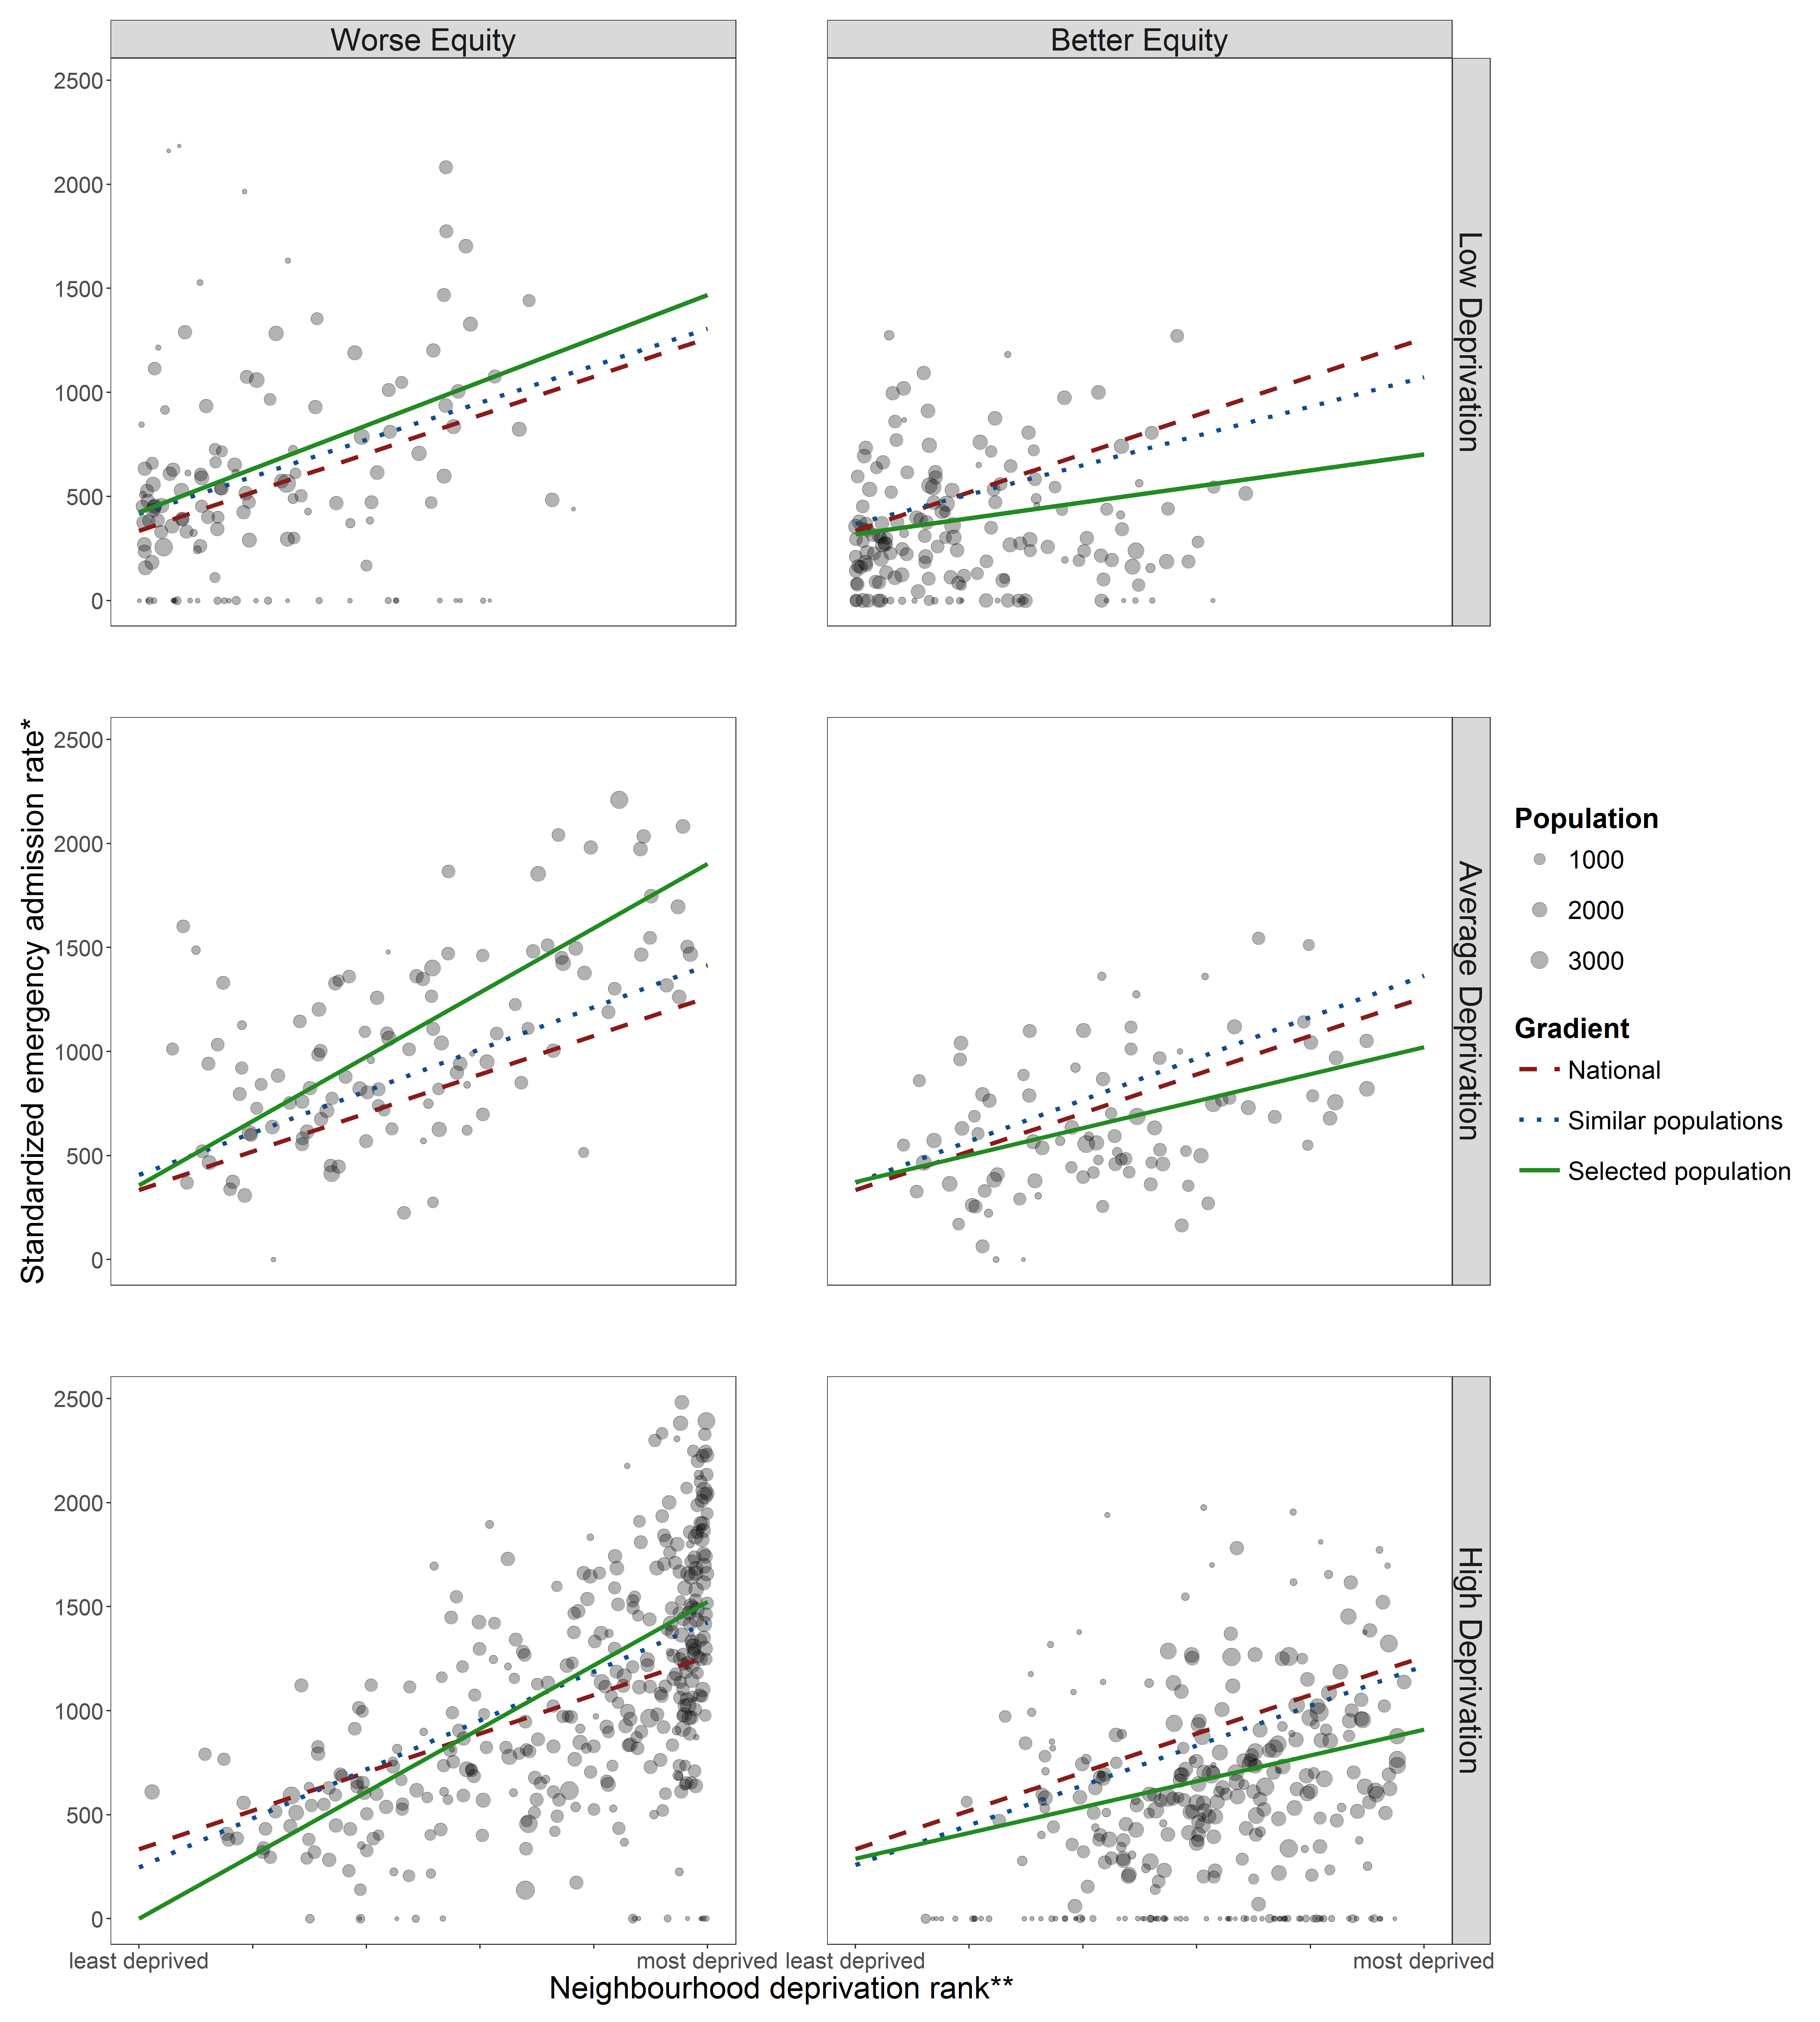 Worse Equity
Better Equity
2500
2000
1500
1000
500
0
Low Deprivation
Standardized emergency admission rate*
2500
2000
1500
1000
500
0
Average Deprivation
Population
1000
2000
3000
Gradient
National
Similar populations
Selected population
2500
2000
1500
1000
500
0
High Deprivation
least deprived
most deprived
least deprived
most deprived
Neighbourhood deprivation rank**